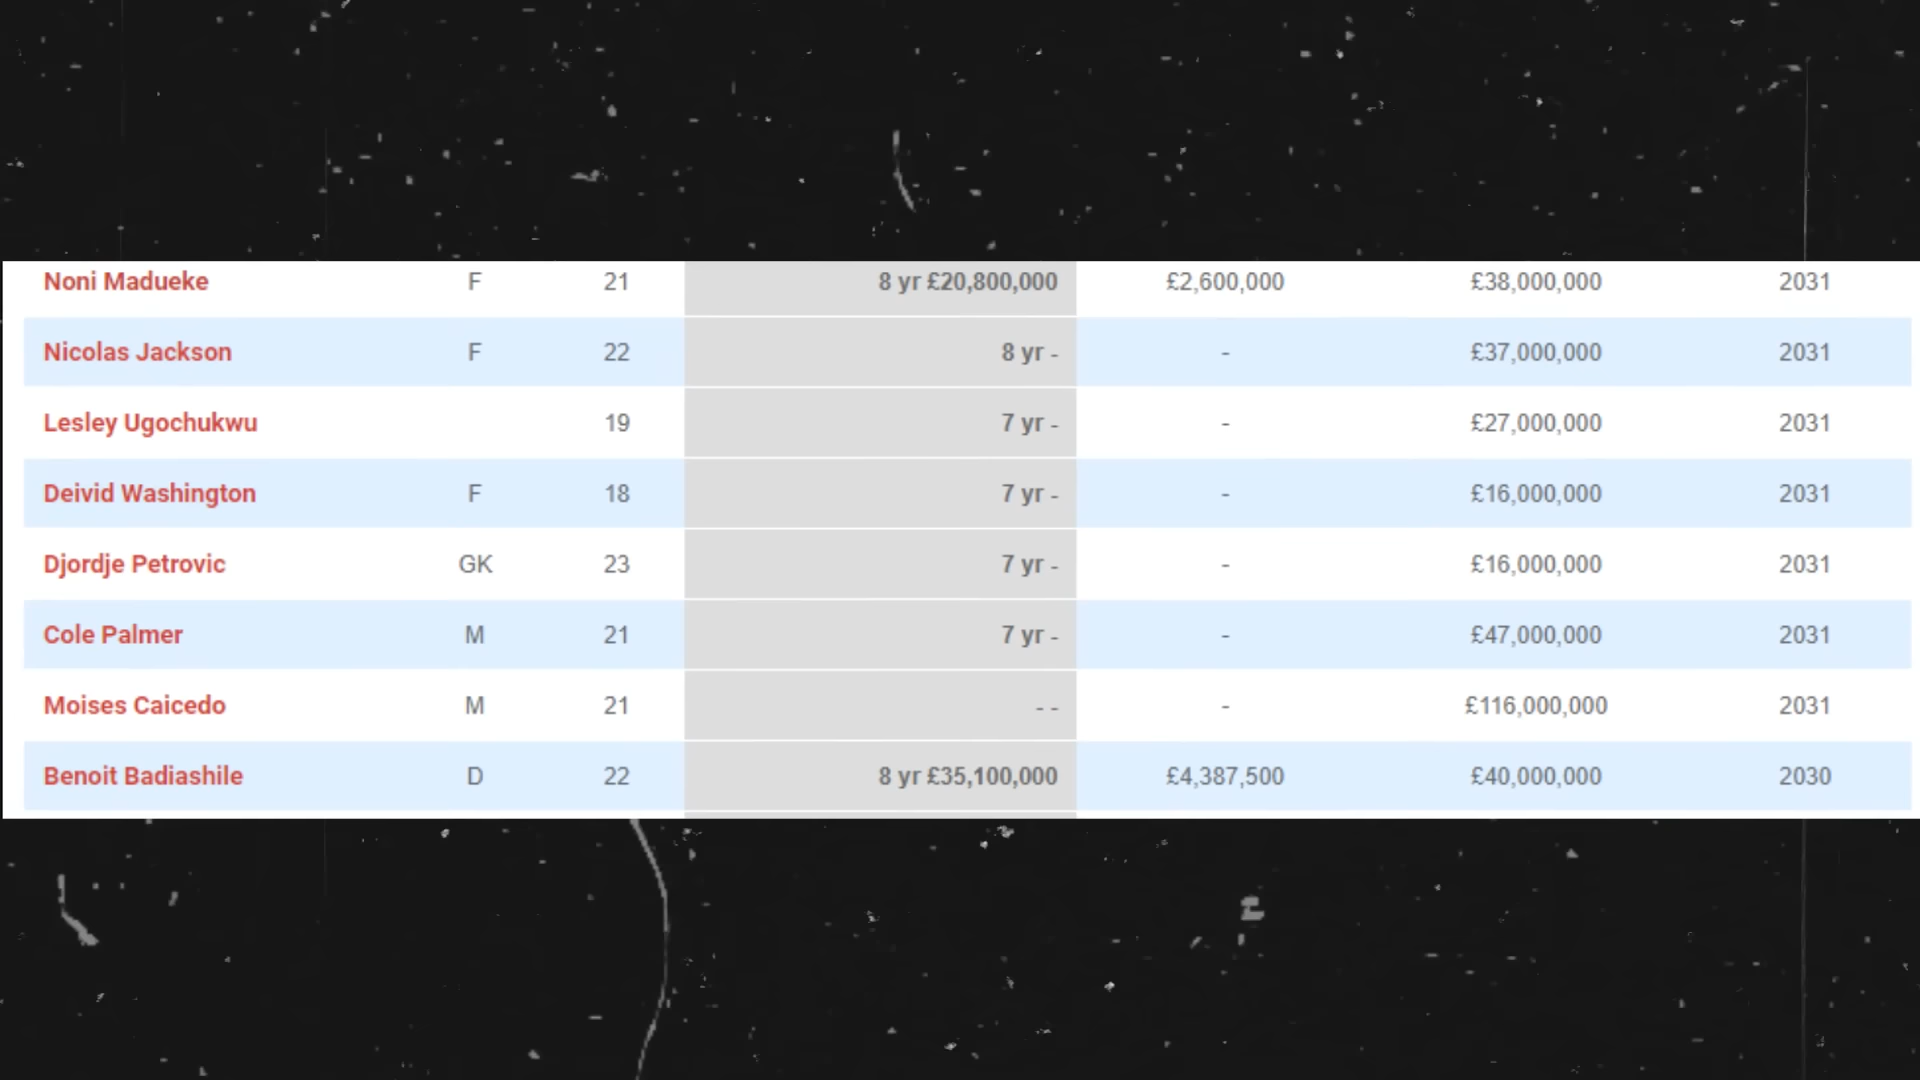 Noni Madueke F 21 8 yr £20,800,000 £2,600,000 £38,000,000 2031
Nicolas Jackson F 22 8 yr - - £37,000,000 2031
Lesley Ugochukwu 19 7 yr - - £27,000,000 2031
Deivid Washington F 18 7 yr - - £16,000,000 2031
Djordje Petrovic GK 23 7 yr - - £16,000,000 2031
Cole Palmer M 21 7 yr - - £47,000,000 2031
Moises Caicedo M 21 - - - £116,000,000 2031
Benoit Badiashile D 22 8 yr £35,100,000 £4,387,500 £40,000,000 2030